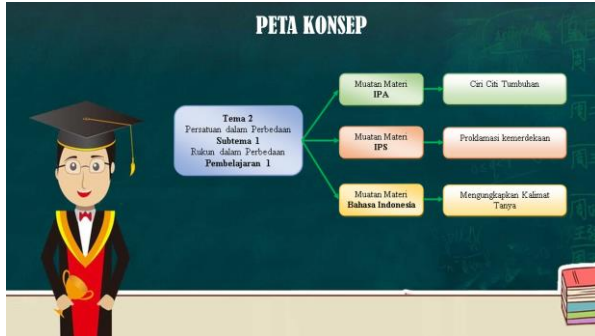 PETA KONSEP
Tema 2
Persatuan dalam Perbedaan
Subtema 1
Rukun dalam Perbedaan
Pembelajaran 1
Muatan Materi
IPA
Ciri Citi Tumbuhan
Muatan Materi
IPS
Proklamasi kemerdekaan
Muatan Materi
Bahasa Indonesia
Mengungkapkan Kalimat
Tanya